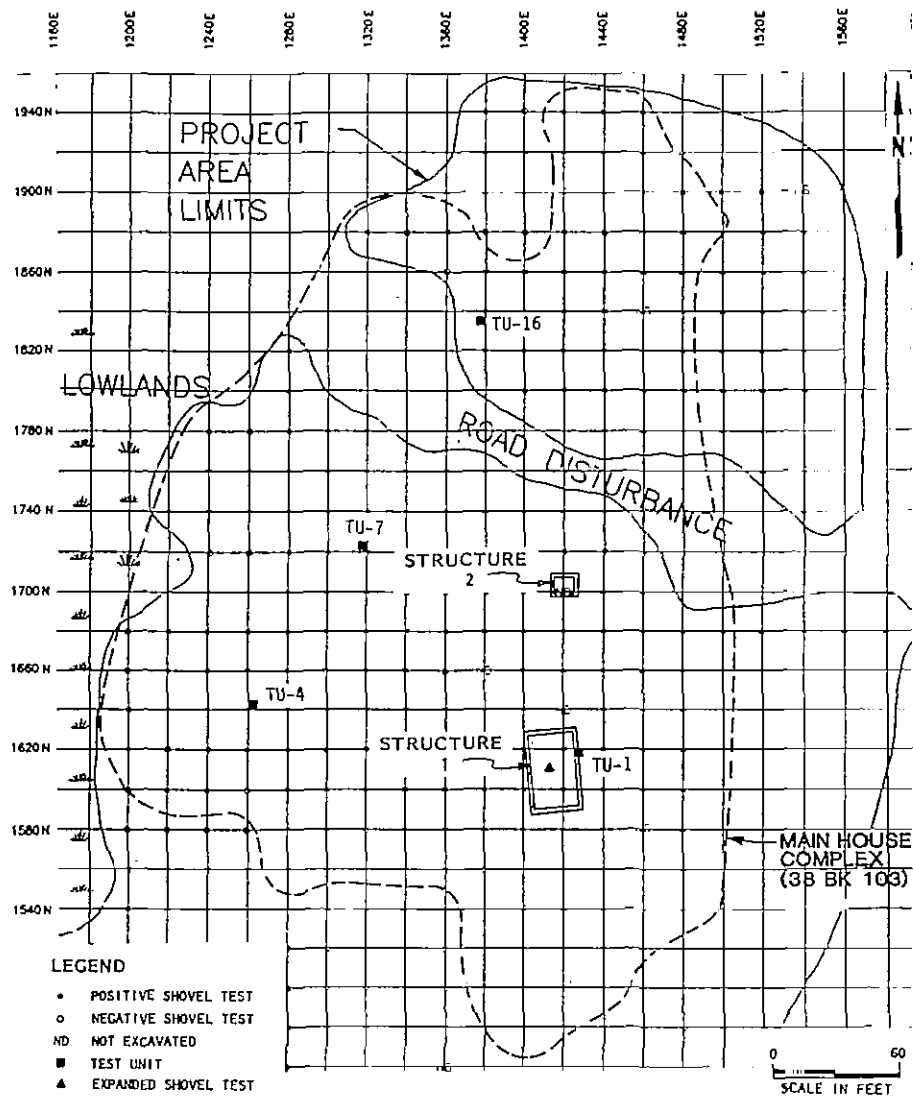 1160E
1200E
1240E
1280E
1320E
1360E
1400E
1440E
1480E
1520E
1560E
1940N
PROJECT
AREA
LIMITS
N
1900N
1860N
TU-16
1820N
LOWLANDS
1780N
ROAD DISTURBANCE
1740N
TU-7
STRUCTURE
2
1700N
1660N
TU-4
STRUCTURE
1
TU-1
1620N
1580N
MAIN HOUSE
COMPLEX
(38 BK 103)
1540N
LEGEND
POSITIVE SHOVEL TEST
NEGATIVE SHOVEL TEST
ND NOT EXCAVATED
TEST UNIT
EXPANDED SHOVEL TEST
0 60
SCALE IN FEET